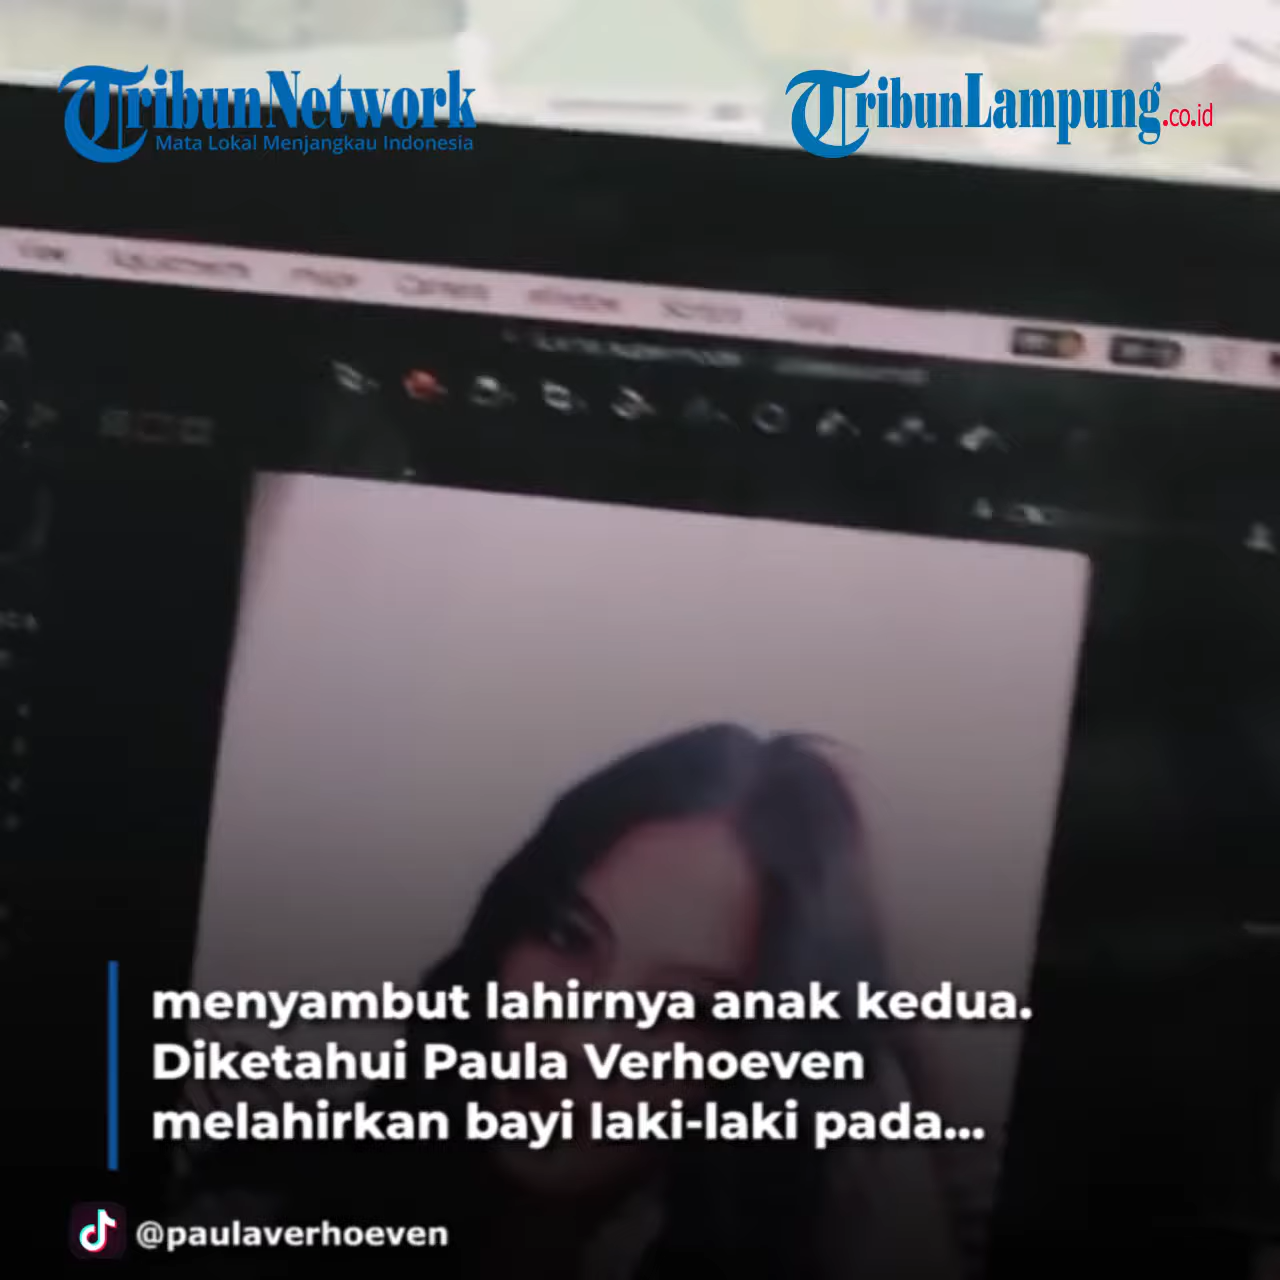 TribunNetwork
Mata Lokal Menjangkau Indonesia
TribunLampung.co.id
menyambut lahirnya anak kedua.
Diketahui Paula Verhoeven
melahirkan bayi laki-laki pada...
@paulaverhoeven